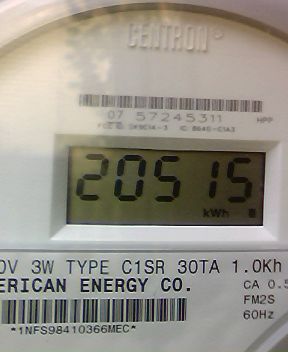 CENTRON
07 57245311 HPP
20515
kWh
0V 3W TYPE C1SR 30TA 1.0Kh
ERICAN ENERGY CO. CA 0.5
FM2S
*1NFS98410366MEC* 60Hz